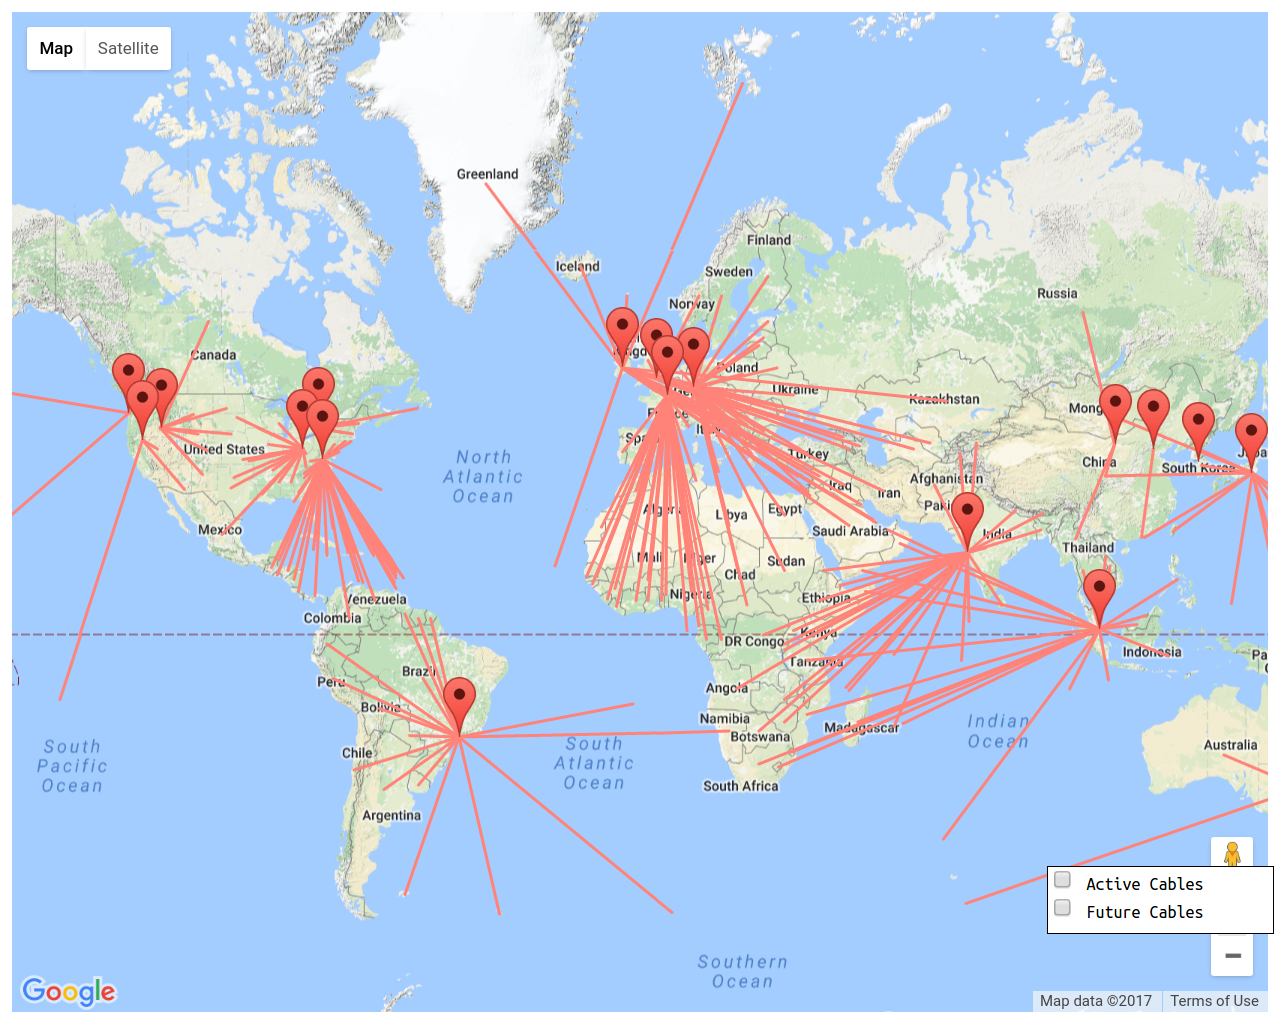 Map Satellite
Greenland
Iceland
Finland
Sweden
Norway
Russia
Canada
Poland
Ukraine
Kazakhstan
United States
Turkey
China
South Korea
North
Atlantic
Ocean
Afghanistan
Iraq
Iran
Mexico
Libya
Egypt
Saudi Arabia
India
Thailand
Mali
Niger
Chad
Sudan
Nigeria
Ethiopia
Venezuela
Colombia
DR Congo
Kenya
Tanzania
Indonesia
Peru
Brazil
Bolivia
Angola
Namibia
Botswana
Madagascar
Indian
Ocean
Australia
South
Pacific
Ocean
Chile
South
Atlantic
Ocean
South Africa
Argentina
Active Cables
Future Cables
Southern
Ocean
Google
Map data ©2017 Terms of Use